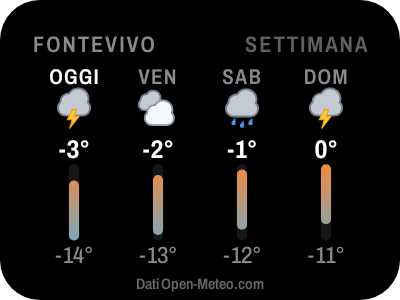 FONTEVIVO SETTIMANA
OGGI VEN SAB DOM
-3° -2° -1° 0°
-14° -13° -12° -11°
Dati Open-Meteo.com